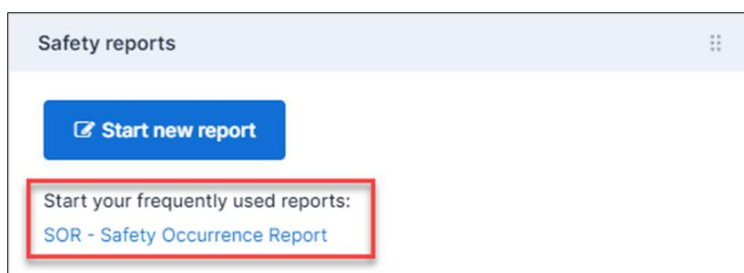 Safety reports
Start new report
Start your frequently used reports:
SOR - Safety Occurrence Report